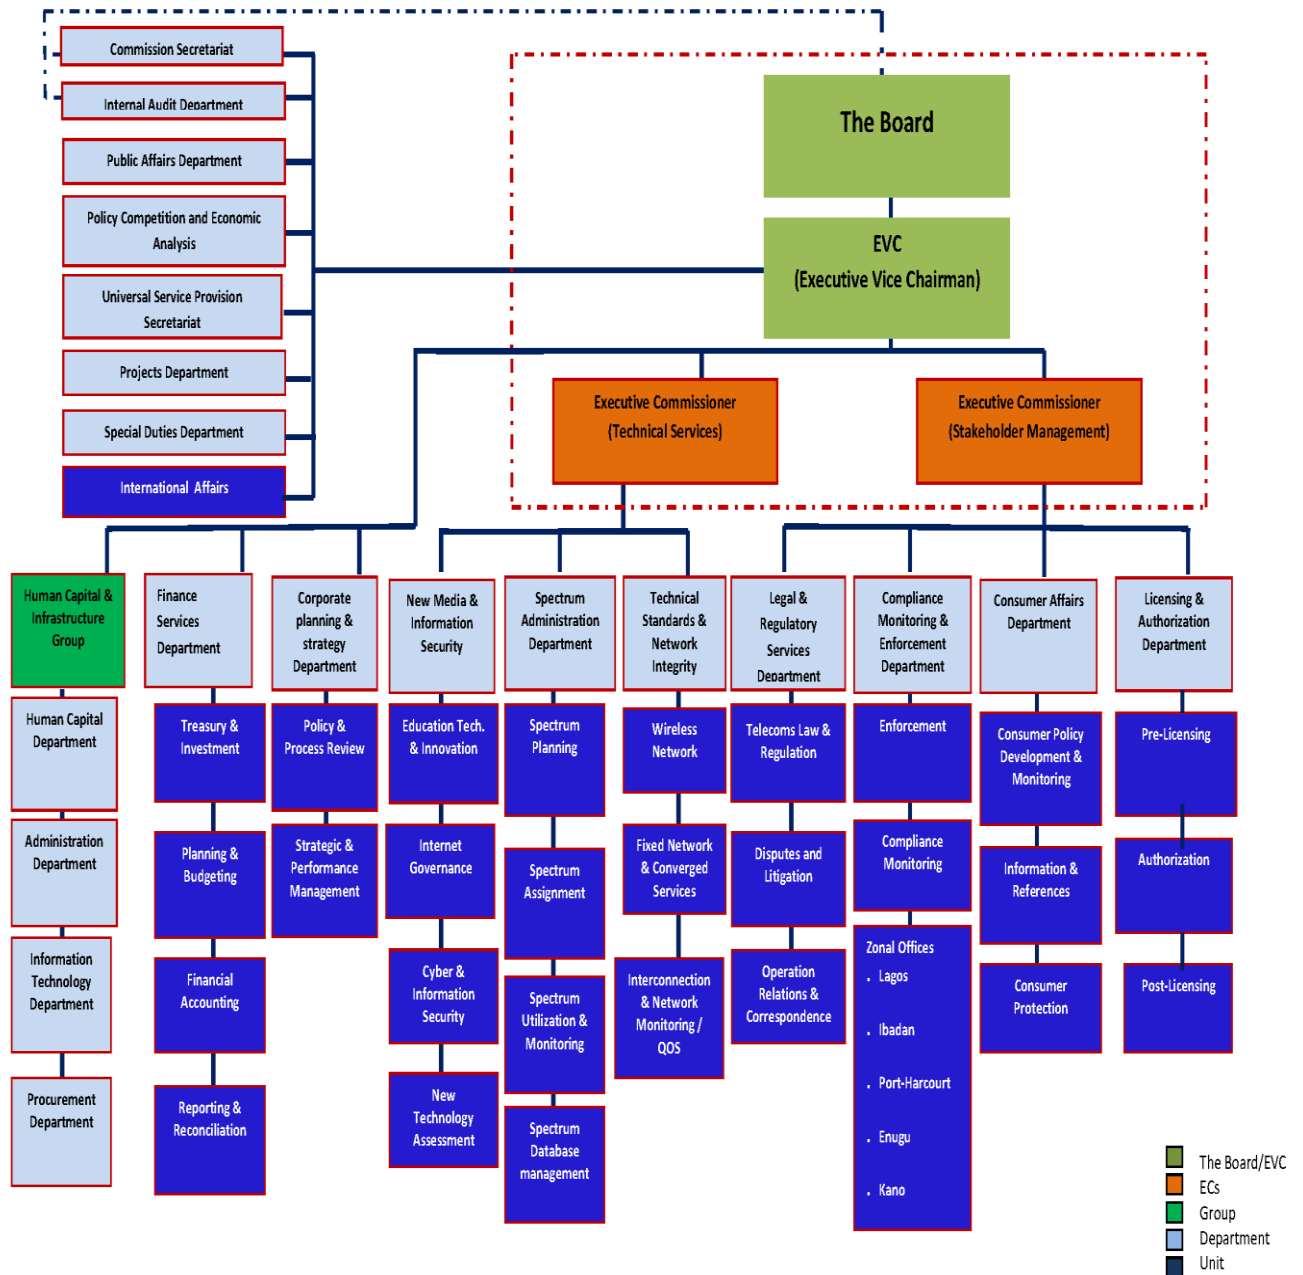 Commission Secretariat
Internal Audit Department
Public Affairs Department
Policy Competition and Economic
Analysis
Universal Service Provision
Secretariat
Projects Department
Special Duties Department
International Affairs
The Board
EVC
(Executive Vice Chairman)
Executive Commissioner
(Technical Services)
Executive Commissioner
(Stakeholder Management)
Human Capital &
Infrastructure
Group
Human Capital
Department
Administration
Department
Information
Technology
Department
Procurement
Department
Finance
Services
Department
Treasury &
Investment
Planning &
Budgeting
Financial
Accounting
Reporting &
Reconciliation
Corporate
planning &
strategy
Department
Policy &
Process Review
Strategic &
Performance
Management
New Media &
Information
Security
Education Tech.
& Innovation
Internet
Governance
Cyber &
Information
Security
New
Technology
Assessment
Spectrum
Administration
Department
Spectrum
Planning
Spectrum
Assignment
Spectrum
Utilization &
Monitoring
Spectrum
Database
management
Technical
Standards &
Network
Integrity
Wireless
Network
Fixed Network
& Converged
Services
Interconnection
& Network
Monitoring /
QOS
Legal &
Regulatory
Services
Department
Telecoms Law &
Regulation
Disputes and
Litigation
Operation
Relations &
Correspondence
Compliance
Monitoring &
Enforcement
Department
Enforcement
Compliance
Monitoring
Zonal Offices
. Lagos
. Ibadan
. Port-Harcourt
. Enugu
. Kano
Consumer Affairs
Department
Consumer Policy
Development &
Monitoring
Information &
References
Consumer
Protection
Licensing &
Authorization
Department
Pre-Licensing
Authorization
Post-Licensing
The Board/EVC
ECs
Group
Department
Unit